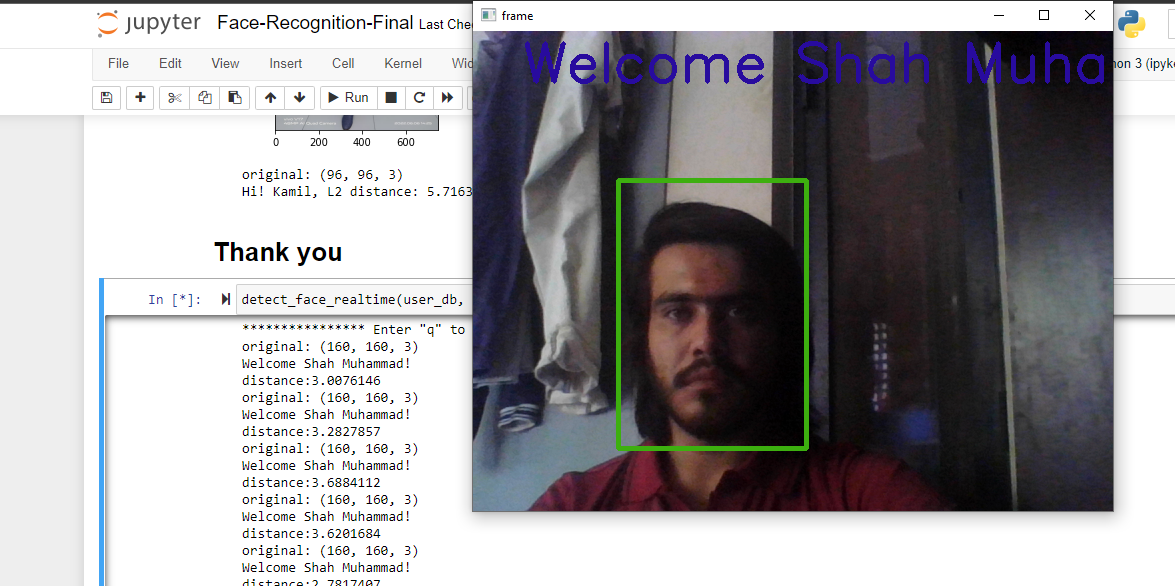 jupyter Face-Recognition-Final Last Che
frame
File Edit View Insert Cell Kernel Wid
Run
Welcome Shah Muha
hon 3 (ipyke
0 200 400 600
original: (96, 96, 3)
Hi! Kamil, L2 distance: 5.7163
Thank you
In [*]: detect_face_realtime(user_db,
**************** Enter "q" to
original: (160, 160, 3)
Welcome Shah Muhammad!
distance:3.0076146
original: (160, 160, 3)
Welcome Shah Muhammad!
distance:3.2827857
original: (160, 160, 3)
Welcome Shah Muhammad!
distance:3.6884112
original: (160, 160, 3)
Welcome Shah Muhammad!
distance:3.6201684
original: (160, 160, 3)
Welcome Shah Muhammad!
distance:2.7817407